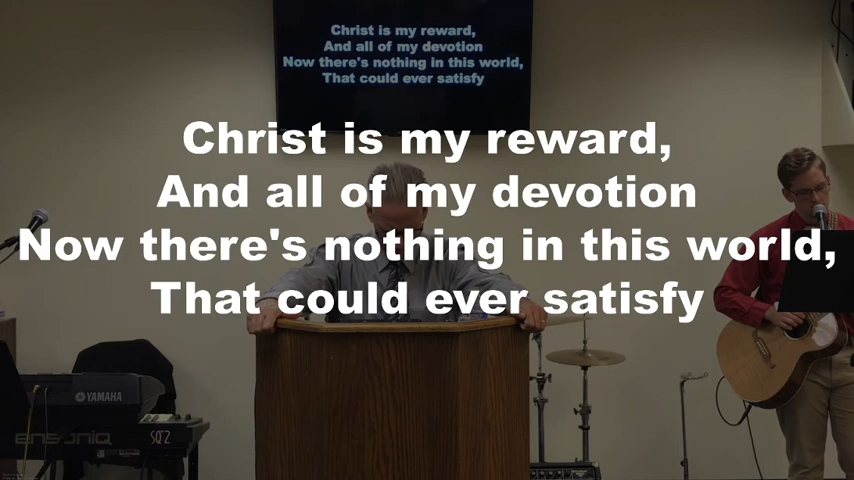 Christ is my reward,
And all of my devotion
Now there's nothing in this world,
That could ever satisfy
Christ is my reward,
And all of my devotion
Now there's nothing in this world,
That could ever satisfy
YAMAHA
ensoniq SQ 2